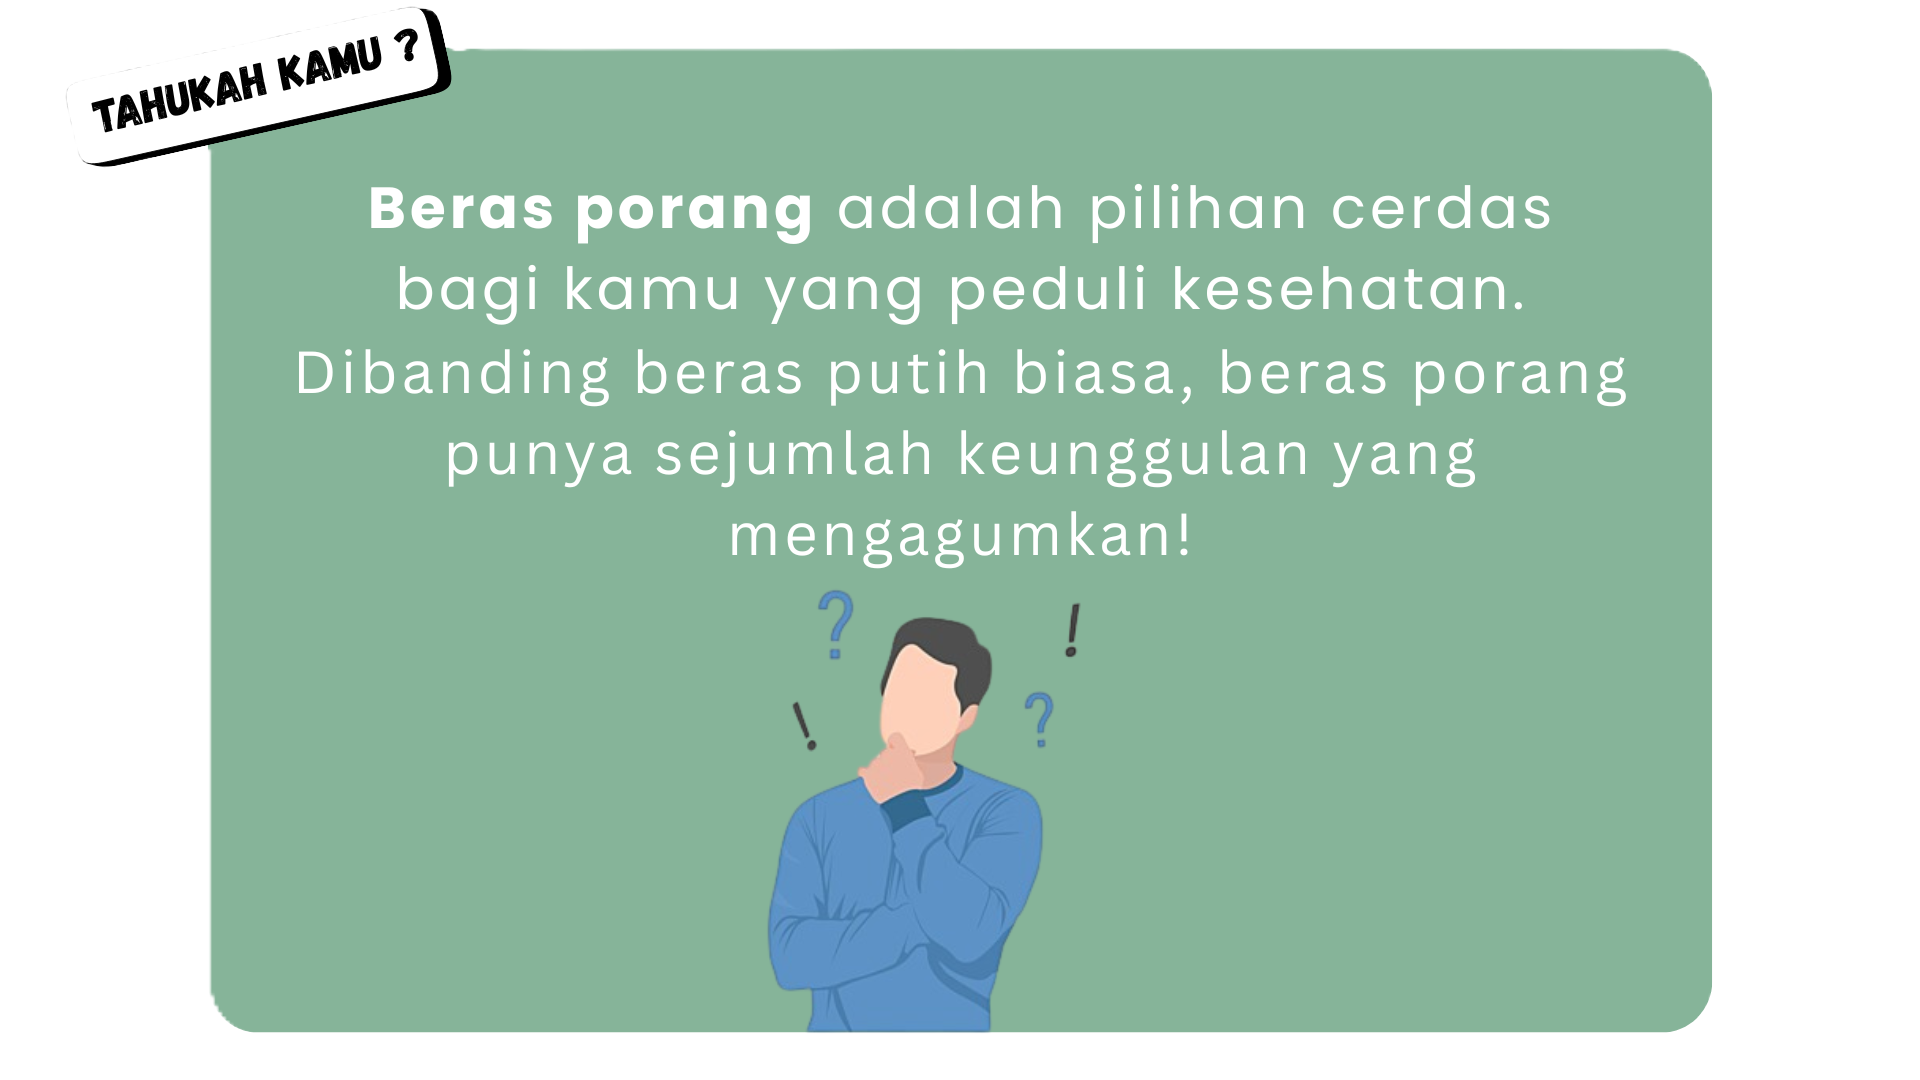 TAHUKAH KAMU ?
Beras porang adalah pilihan cerdas
bagi kamu yang peduli kesehatan.
Dibanding beras putih biasa, beras porang
punya sejumlah keunggulan yang
mengagumkan!
? !
! ?